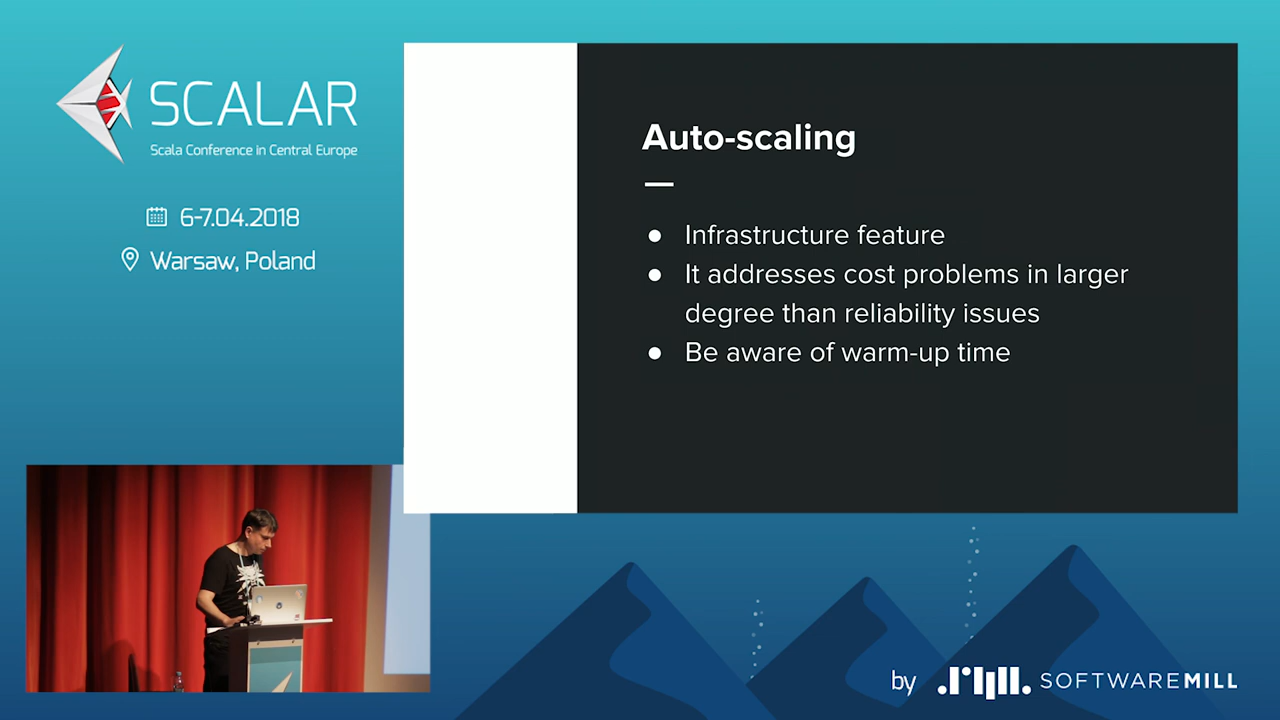 SCALAR
Scala Conference in Central Europe
6-7.04.2018
Warsaw, Poland
Auto-scaling
● Infrastructure feature
● It addresses cost problems in larger
degree than reliability issues
● Be aware of warm-up time
by SOFTWAREMILL